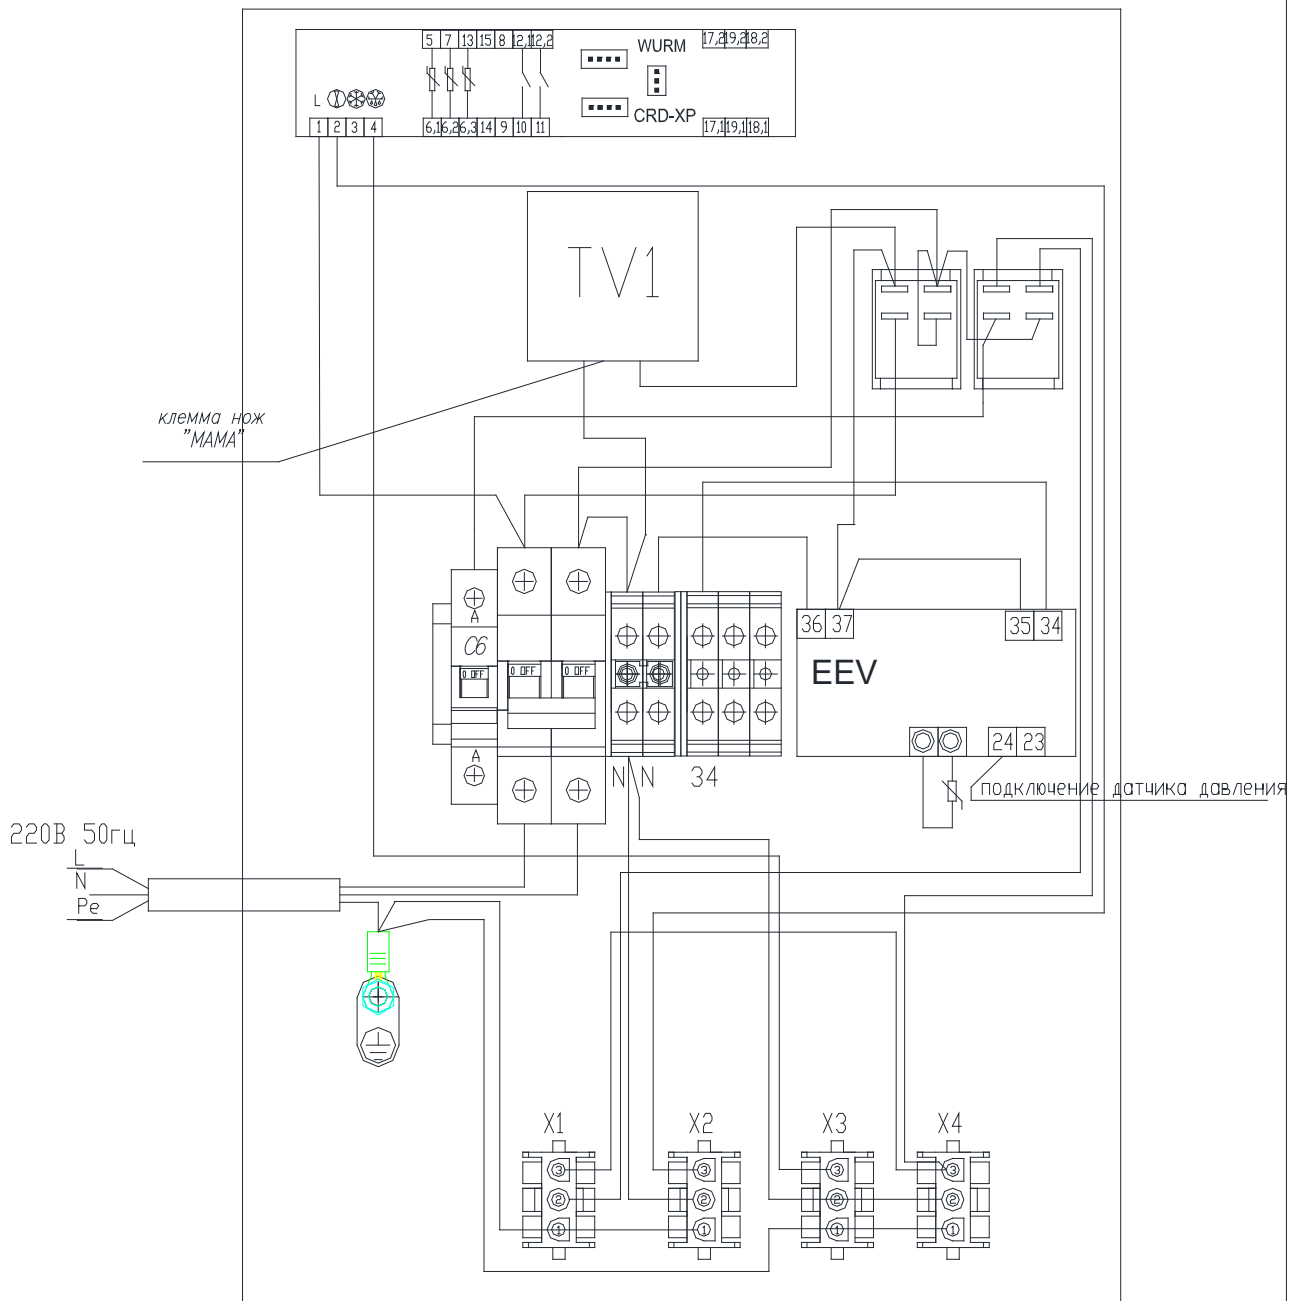 5 7 13 15 8 12,1 12,2
17,2 19,2 18,2
WURM
L
CRD-XP
1 2 3 4
6,1 6,2 6,3 14 9 10 11
17,1 19,1 18,1
TV1
клемма нож
"МАМА"
A
C6
0 OFF
0 OFF
0 OFF
A
N N 34
36 37
35 34
EEV
24 23
подключение датчика давления
220В 50гц
L
N
Pe
X1 X2 X3 X4
3 3 3 3
2 2 2 2
1 1 1 1